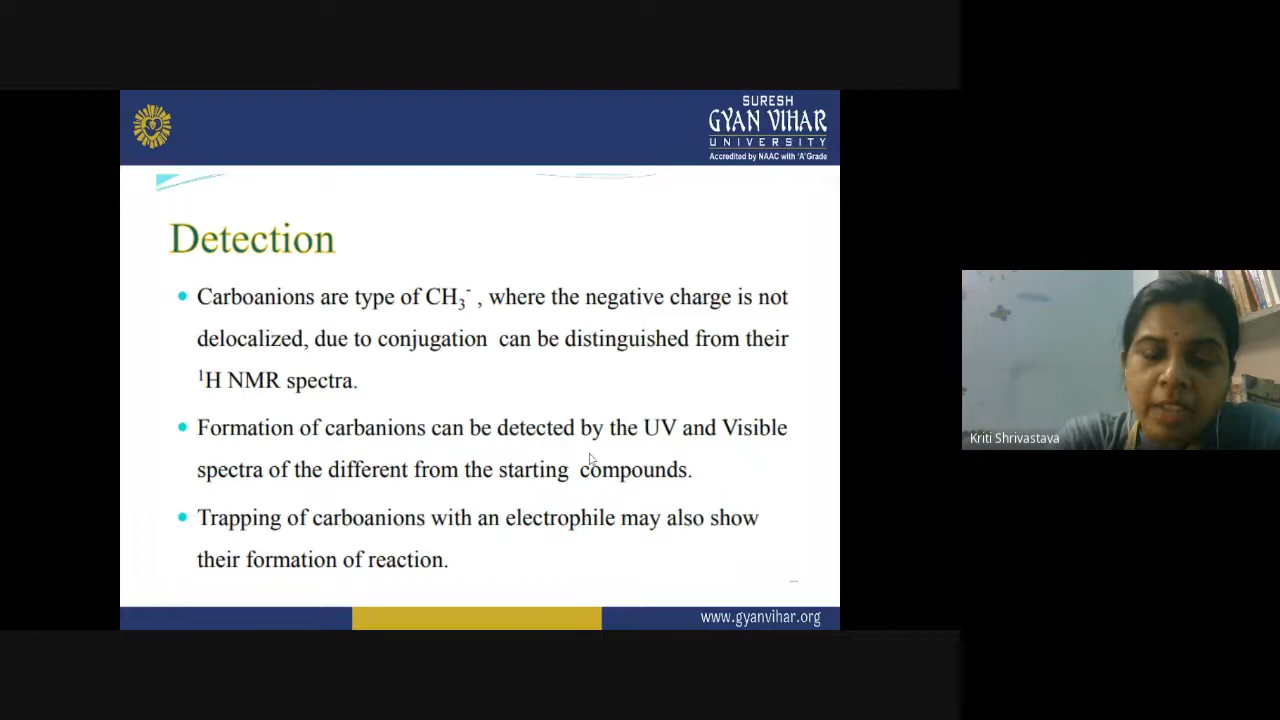 SURESH
GYAN VIHAR
UNIVERSITY
Accredited by NAAC with 'A' Grade
Detection
Carboanions are type of CH₃⁻ , where the negative charge is not
delocalized, due to conjugation can be distinguished from their
¹H NMR spectra.
Formation of carbanions can be detected by the UV and Visible
spectra of the different from the starting compounds.
Trapping of carboanions with an electrophile may also show
their formation of reaction.
www.gyanvihar.org
Kriti Shrivastava